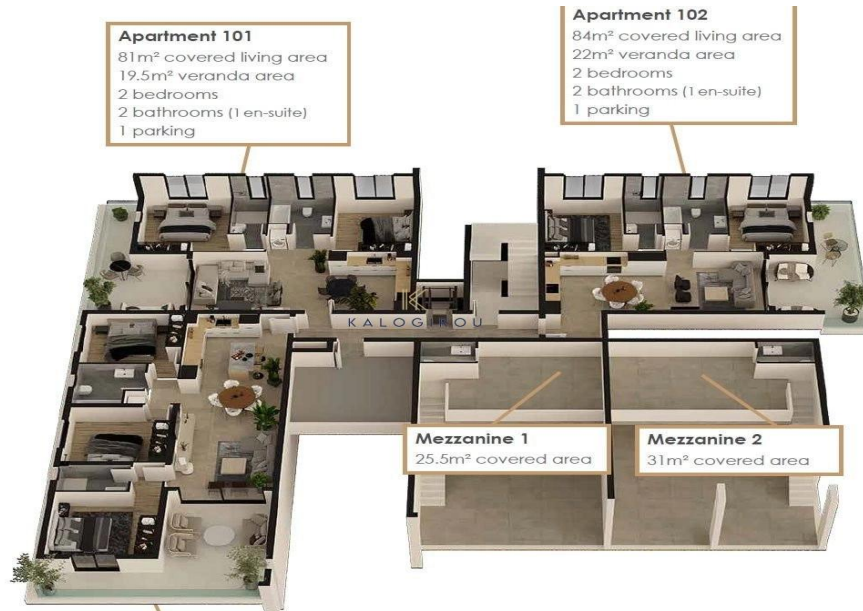 Apartment 101
81m² covered living area
19.5m² veranda area
2 bedrooms
2 bathrooms (1 en-suite)
1 parking
Apartment 102
84m² covered living area
22m² veranda area
2 bedrooms
2 bathrooms (1 en-suite)
1 parking
KALOGIROU
Mezzanine 1
25.5m² covered area
Mezzanine 2
31m² covered area